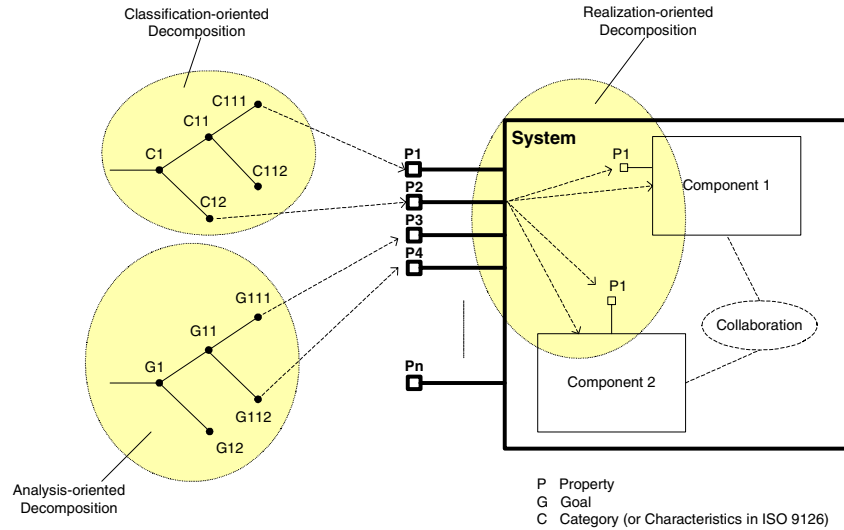 Classification-oriented
Decomposition
Realization-oriented
Decomposition
C111
C11
C1
C112
C12
P1
P2
P3
P4
Pn
System
P1
Component 1
P1
Collaboration
Component 2
G111
G11
G1
G112
G12
Analysis-oriented
Decomposition
P Property
G Goal
C Category (or Characteristics in ISO 9126)